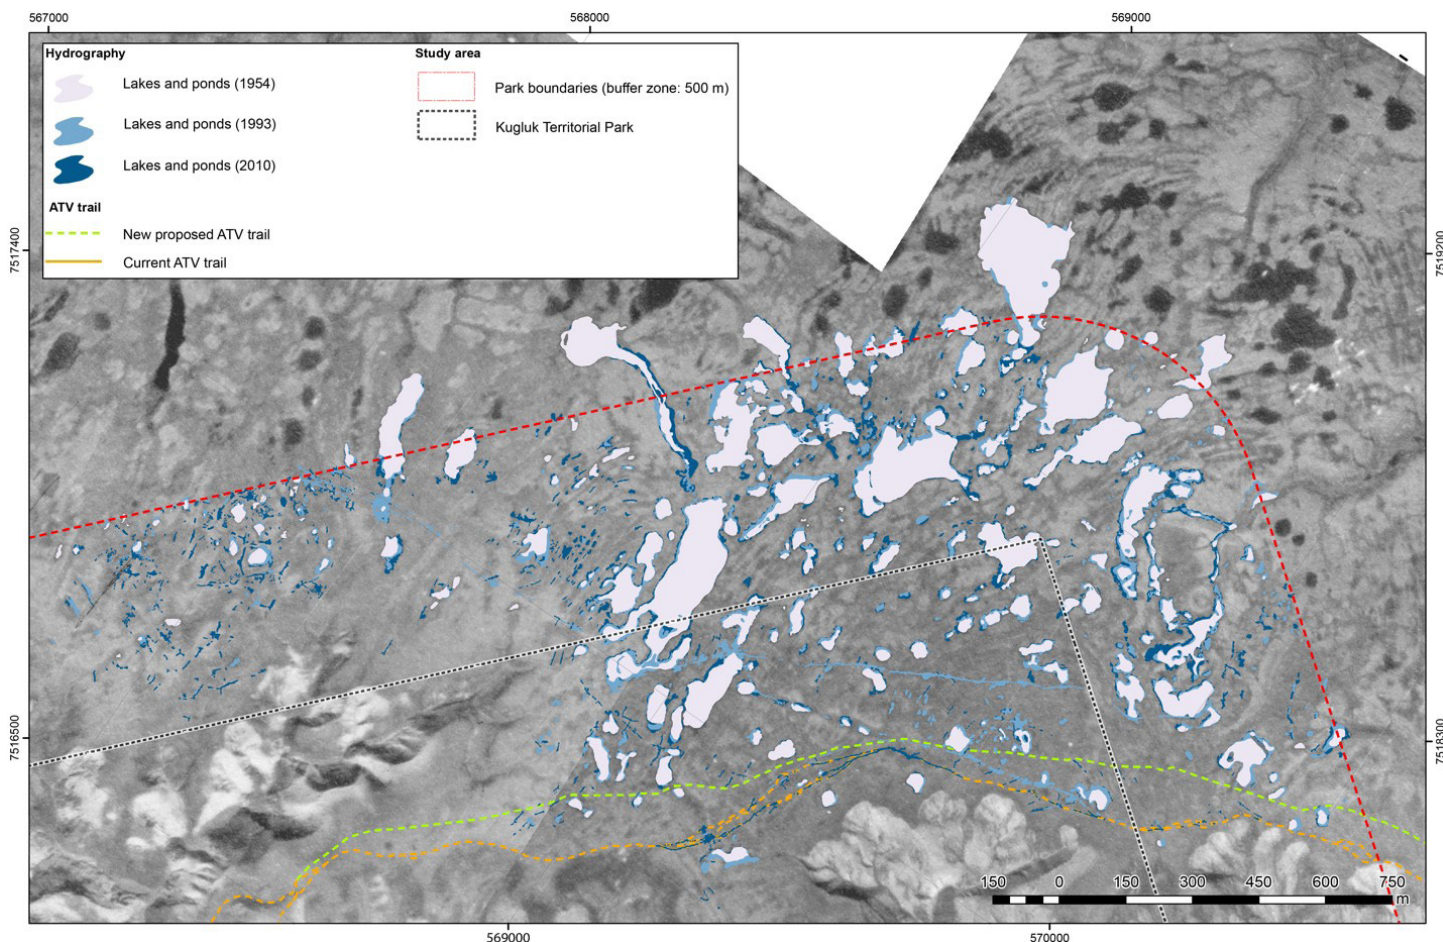 567000 568000 569000
Hydrography
Lakes and ponds (1954)
Lakes and ponds (1993)
Lakes and ponds (2010)
ATV trail
New proposed ATV trail
Current ATV trail
Study area
Park boundaries (buffer zone: 500 m)
Kugluk Territorial Park
7517400
7519200
7516500
7518300
150 0 150 300 450 600 750
m
569000 570000